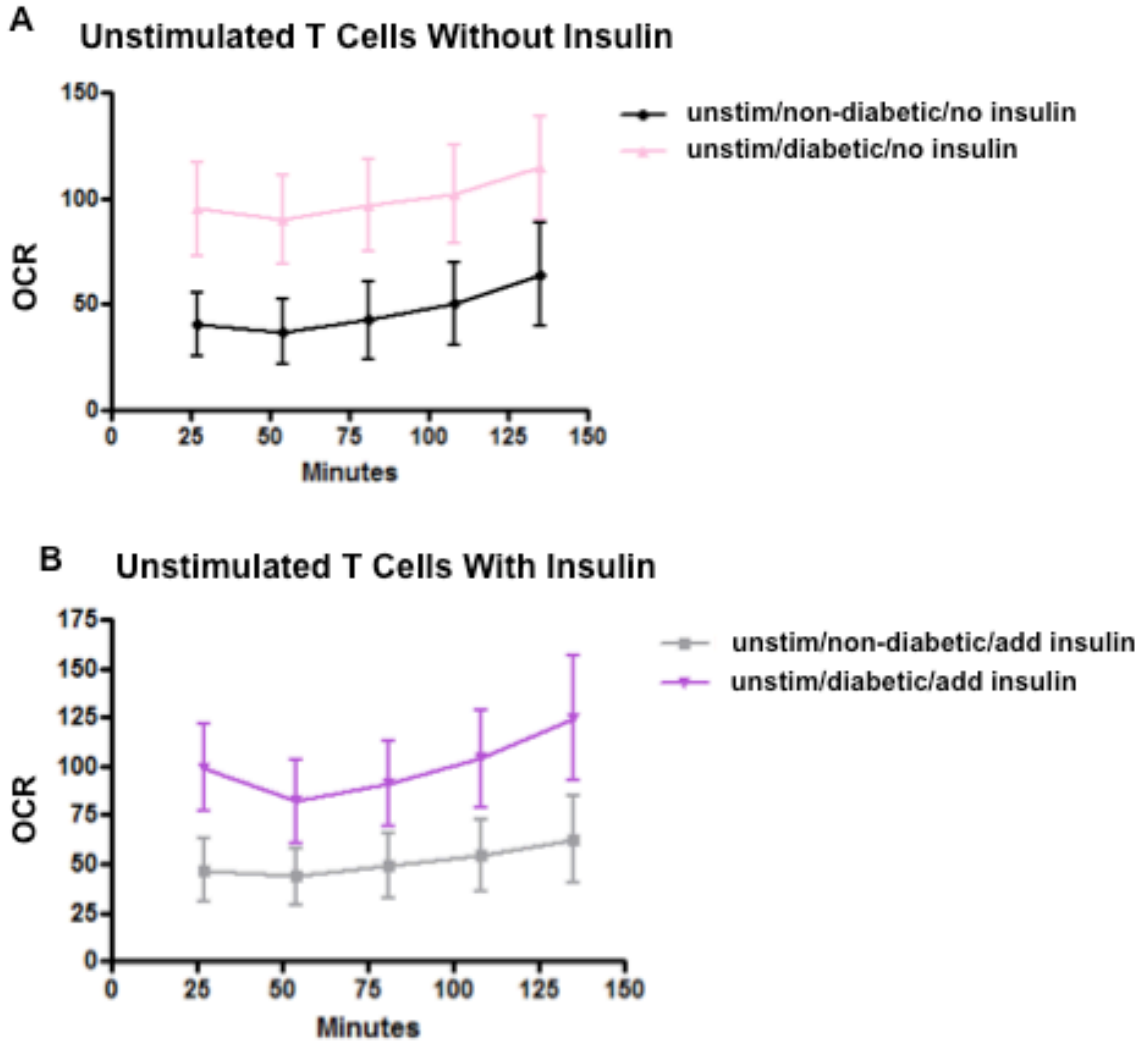 A
Unstimulated T Cells Without Insulin
150
100
50
0
OCR
0 25 50 75 100 125 150
Minutes
unstim/non-diabetic/no insulin
unstim/diabetic/no insulin
B
Unstimulated T Cells With Insulin
175
150
125
100
75
50
25
0
OCR
0 25 50 75 100 125 150
Minutes
unstim/non-diabetic/add insulin
unstim/diabetic/add insulin